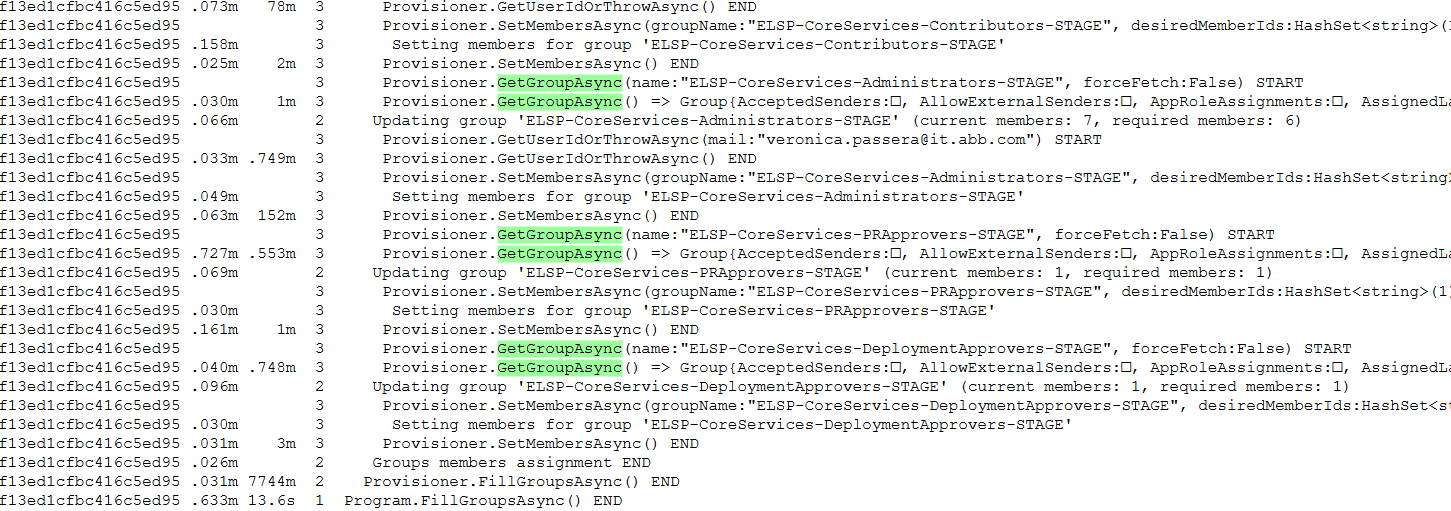 f13ed1cfbc416c5ed95 .073m 78m 3 Provisioner.GetUserIdOrThrowAsync() END
f13ed1cfbc416c5ed95 3 Provisioner.SetMembersAsync(groupName:"ELSP-CoreServices-Contributors-STAGE", desiredMemberIds:HashSet<string>(1
f13ed1cfbc416c5ed95 .158m 3 Setting members for group 'ELSP-CoreServices-Contributors-STAGE'
f13ed1cfbc416c5ed95 .025m 2m 3 Provisioner.SetMembersAsync() END
f13ed1cfbc416c5ed95 3 Provisioner.GetGroupAsync(name:"ELSP-CoreServices-Administrators-STAGE", forceFetch:False) START
f13ed1cfbc416c5ed95 .030m 1m 3 Provisioner.GetGroupAsync() => Group{AcceptedSenders:□, AllowExternalSenders:□, AppRoleAssignments:□, AssignedLa
f13ed1cfbc416c5ed95 .066m 2 Updating group 'ELSP-CoreServices-Administrators-STAGE' (current members: 7, required members: 6)
f13ed1cfbc416c5ed95 3 Provisioner.GetUserIdOrThrowAsync(mail:"veronica.passera@it.abb.com") START
f13ed1cfbc416c5ed95 .033m .749m 3 Provisioner.GetUserIdOrThrowAsync() END
f13ed1cfbc416c5ed95 3 Provisioner.SetMembersAsync(groupName:"ELSP-CoreServices-Administrators-STAGE", desiredMemberIds:HashSet<string>
f13ed1cfbc416c5ed95 .049m 3 Setting members for group 'ELSP-CoreServices-Administrators-STAGE'
f13ed1cfbc416c5ed95 .063m 152m 3 Provisioner.SetMembersAsync() END
f13ed1cfbc416c5ed95 3 Provisioner.GetGroupAsync(name:"ELSP-CoreServices-PRApprovers-STAGE", forceFetch:False) START
f13ed1cfbc416c5ed95 .727m .553m 3 Provisioner.GetGroupAsync() => Group{AcceptedSenders:□, AllowExternalSenders:□, AppRoleAssignments:□, AssignedLa
f13ed1cfbc416c5ed95 .069m 2 Updating group 'ELSP-CoreServices-PRApprovers-STAGE' (current members: 1, required members: 1)
f13ed1cfbc416c5ed95 3 Provisioner.SetMembersAsync(groupName:"ELSP-CoreServices-PRApprovers-STAGE", desiredMemberIds:HashSet<string>(1)
f13ed1cfbc416c5ed95 .030m 3 Setting members for group 'ELSP-CoreServices-PRApprovers-STAGE'
f13ed1cfbc416c5ed95 .161m 1m 3 Provisioner.SetMembersAsync() END
f13ed1cfbc416c5ed95 3 Provisioner.GetGroupAsync(name:"ELSP-CoreServices-DeploymentApprovers-STAGE", forceFetch:False) START
f13ed1cfbc416c5ed95 .040m .748m 3 Provisioner.GetGroupAsync() => Group{AcceptedSenders:□, AllowExternalSenders:□, AppRoleAssignments:□, AssignedLa
f13ed1cfbc416c5ed95 .096m 2 Updating group 'ELSP-CoreServices-DeploymentApprovers-STAGE' (current members: 1, required members: 1)
f13ed1cfbc416c5ed95 3 Provisioner.SetMembersAsync(groupName:"ELSP-CoreServices-DeploymentApprovers-STAGE", desiredMemberIds:HashSet<st
f13ed1cfbc416c5ed95 .030m 3 Setting members for group 'ELSP-CoreServices-DeploymentApprovers-STAGE'
f13ed1cfbc416c5ed95 .031m 3m 3 Provisioner.SetMembersAsync() END
f13ed1cfbc416c5ed95 .026m 2 Groups members assignment END
f13ed1cfbc416c5ed95 .031m 7744m 2 Provisioner.FillGroupsAsync() END
f13ed1cfbc416c5ed95 .633m 13.6s 1 Program.FillGroupsAsync() END